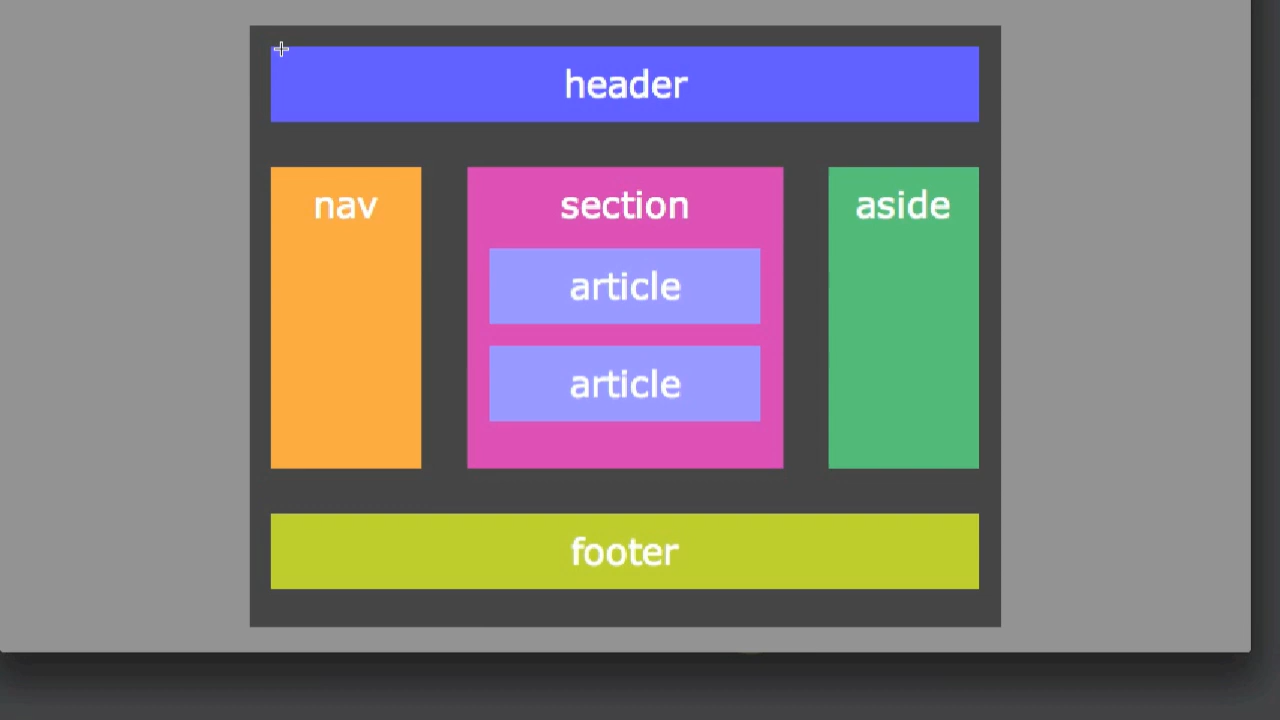 header
nav
section
aside
article
article
footer